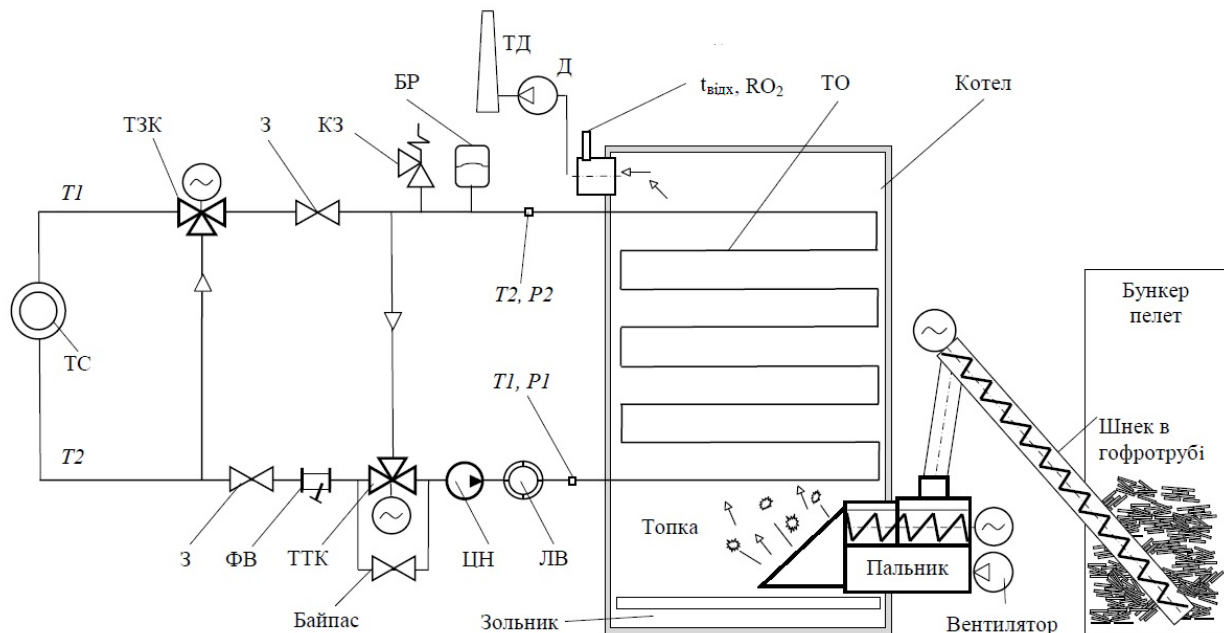 ТД
Д
БР
t відх, RO2
ТО
Котел
ТЗК
З
КЗ
T1
T2, P2
Бункер
пелет
ТС
T1, P1
Шнек в
гофротрубі
T2
Топка
З
ФВ
ТТК
ЦН
ЛВ
Пальник
Байпас
Зольник
Вентилятор